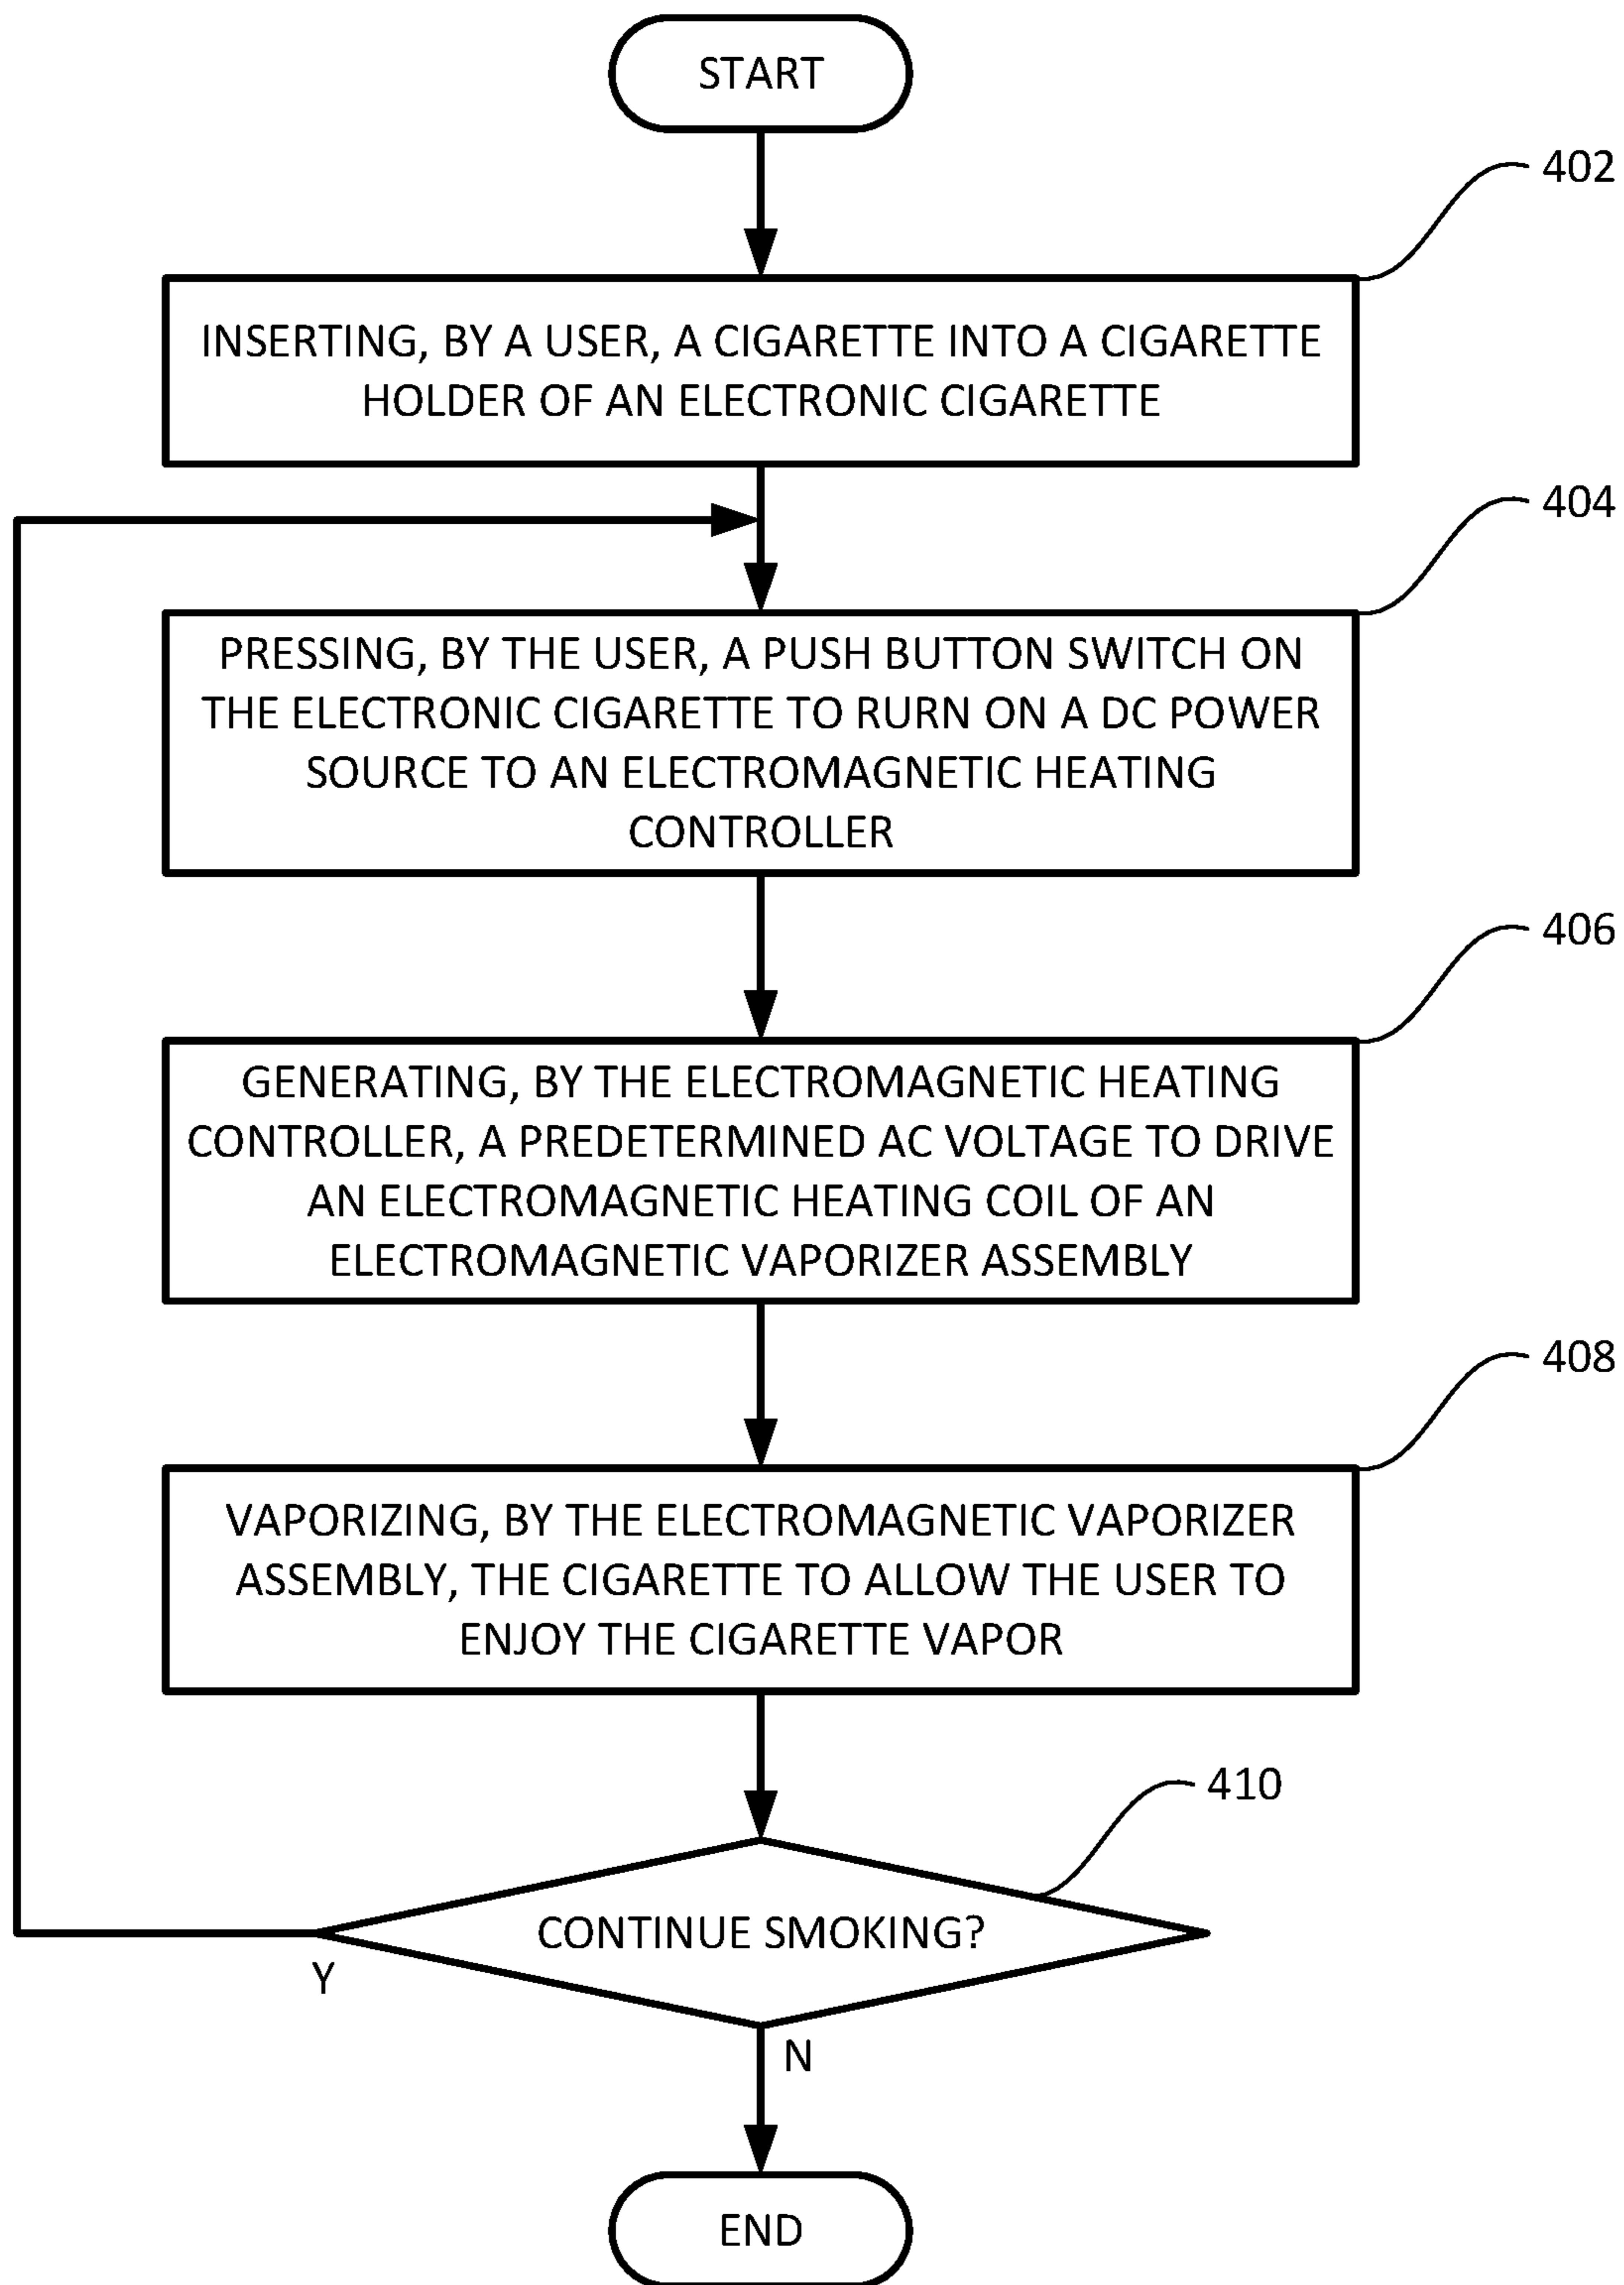 START
402
INSERTING, BY A USER, A CIGARETTE INTO A CIGARETTE
HOLDER OF AN ELECTRONIC CIGARETTE
404
PRESSING, BY THE USER, A PUSH BUTTON SWITCH ON
THE ELECTRONIC CIGARETTE TO RURN ON A DC POWER
SOURCE TO AN ELECTROMAGNETIC HEATING
CONTROLLER
406
GENERATING, BY THE ELECTROMAGNETIC HEATING
CONTROLLER, A PREDETERMINED AC VOLTAGE TO DRIVE
AN ELECTROMAGNETIC HEATING COIL OF AN
ELECTROMAGNETIC VAPORIZER ASSEMBLY
408
VAPORIZING, BY THE ELECTROMAGNETIC VAPORIZER
ASSEMBLY, THE CIGARETTE TO ALLOW THE USER TO
ENJOY THE CIGARETTE VAPOR
410
CONTINUE SMOKING?
Y
N
END